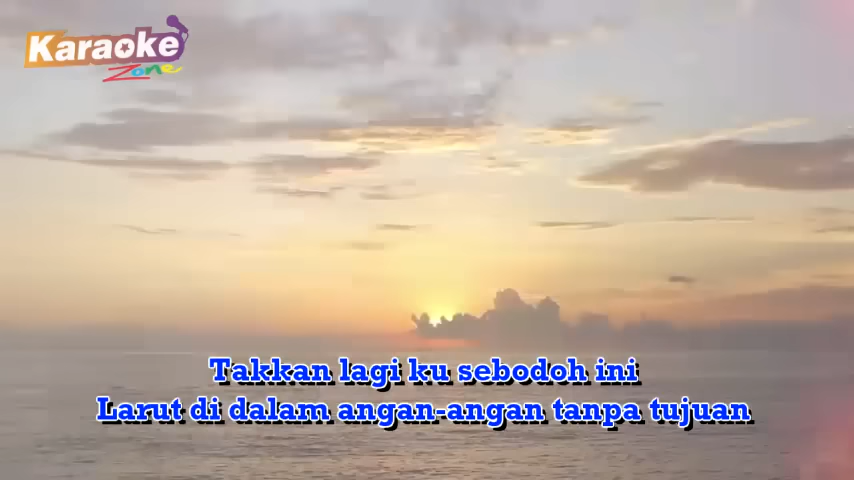 Karaoke
Zone
Takkan lagi ku sebodoh ini
Larut di dalam angan-angan tanpa tujuan